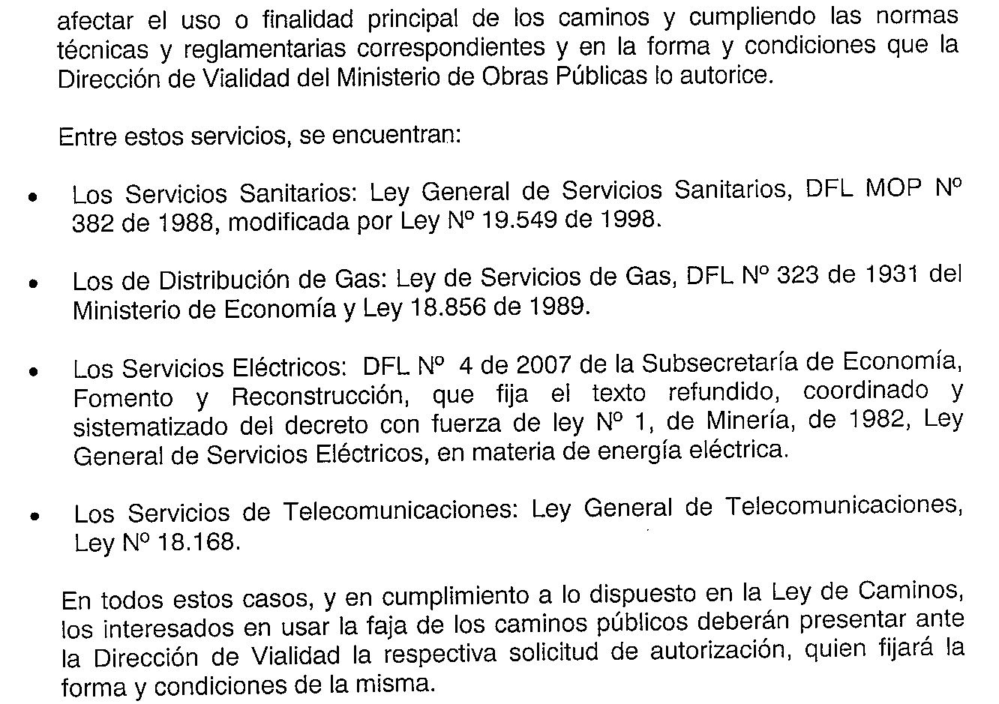 afectar el uso o finalidad principal de los caminos y cumpliendo las normas
técnicas y reglamentarias correspondientes y en la forma y condiciones que la
Dirección de Vialidad del Ministerio de Obras Públicas lo autorice.
Entre estos servicios, se encuentran:
• Los Servicios Sanitarios: Ley General de Servicios Sanitarios, DFL MOP Nº
382 de 1988, modificada por Ley Nº 19.549 de 1998.
• Los de Distribución de Gas: Ley de Servicios de Gas, DFL Nº 323 de 1931 del
Ministerio de Economía y Ley 18.856 de 1989.
• Los Servicios Eléctricos: DFL Nº 4 de 2007 de la Subsecretaría de Economía,
Fomento y Reconstrucción, que fija el texto refundido, coordinado y
sistematizado del decreto con fuerza de ley Nº 1, de Minería, de 1982, Ley
General de Servicios Eléctricos, en materia de energía eléctrica.
• Los Servicios de Telecomunicaciones: Ley General de Telecomunicaciones,
Ley Nº 18.168.
En todos estos casos, y en cumplimiento a lo dispuesto en la Ley de Caminos,
los interesados en usar la faja de los caminos públicos deberán presentar ante
la Dirección de Vialidad la respectiva solicitud de autorización, quien fijará la
forma y condiciones de la misma.